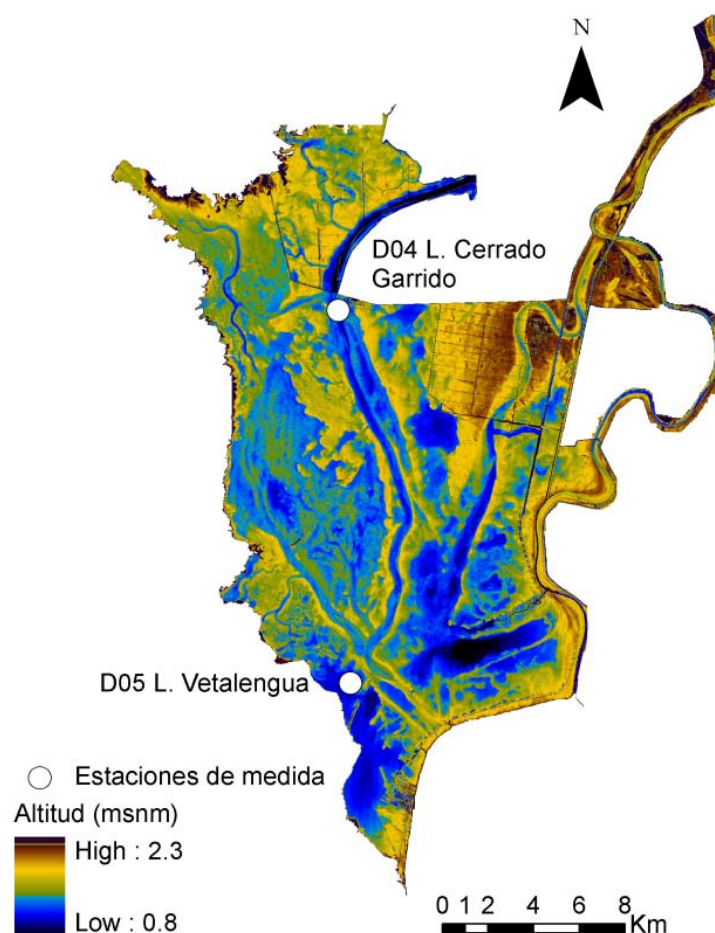 N
D04 L. Cerrado
Garrido
D05 L. Vetalengua
Estaciones de medida
Altitud (msnm)
High : 2.3
Low : 0.8
0 1 2 4 6 8
Km